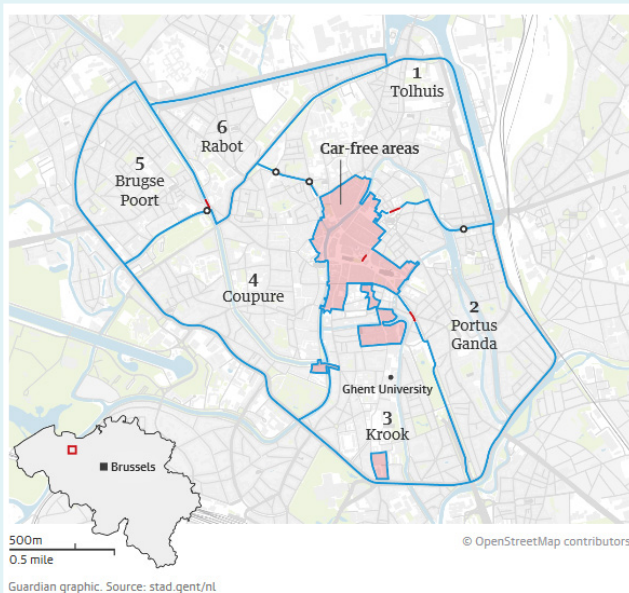 1
Tolhuis
6
Rabot
Car-free areas
5
Brugse
Poort
4
Coupure
2
Portus
Ganda
Ghent University
3
Krook
Brussels
500m
0.5 mile
© OpenStreetMap contributors
Guardian graphic. Source: stad.gent/nl